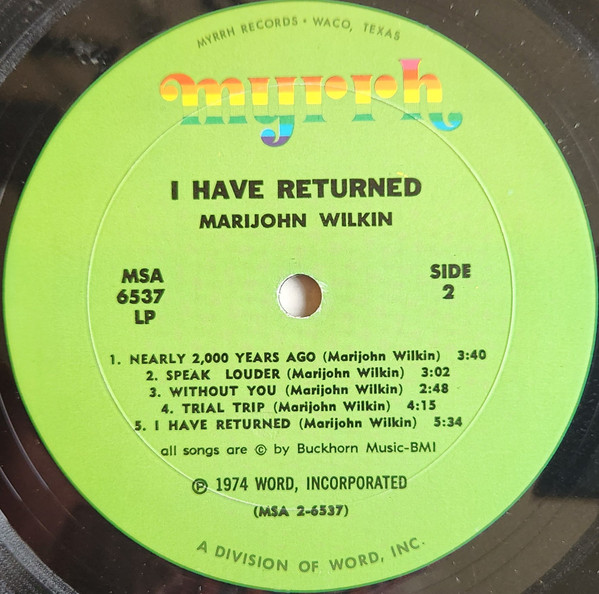 MYRRH RECORDS • WACO, TEXAS
myrrh
I HAVE RETURNED
MARIJOHN WILKIN
MSA
6537
LP
SIDE
2
1. NEARLY 2,000 YEARS AGO (Marijohn Wilkin) 3:40
2. SPEAK LOUDER (Marijohn Wilkin) 3:02
3. WITHOUT YOU (Marijohn Wilkin) 2:48
4. TRIAL TRIP (Marijohn Wilkin) 4:15
5. I HAVE RETURNED (Marijohn Wilkin) 5:34
all songs are © by Buckhorn Music-BMI
℗ 1974 WORD, INCORPORATED
(MSA 2-6537)
A DIVISION OF WORD, INC.